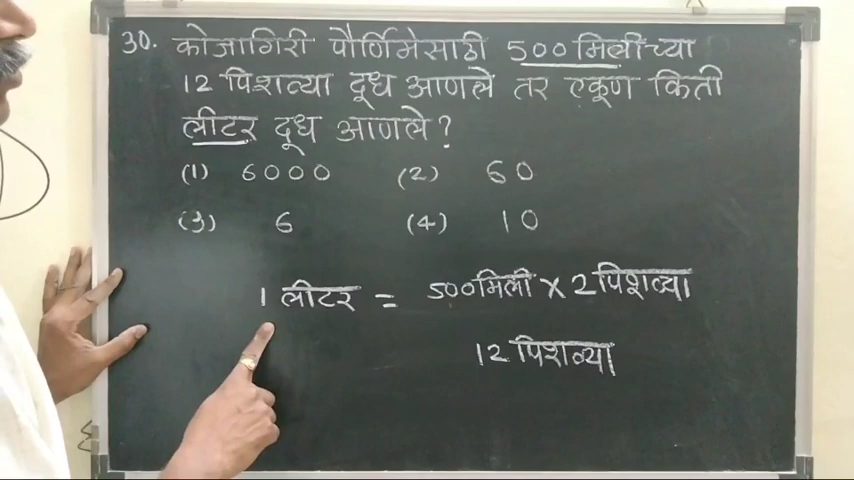 30. कोजागिरी पौर्णिमेसाठी 500 मिलीच्या
12 पिशव्या दूध आणले तर एकूण किती
लीटर दूध आणले?
(1) 6000 (2) 60
(3) 6 (4) 10
1 लीटर = 500 मिली x 2 पिशव्या
12 पिशव्या